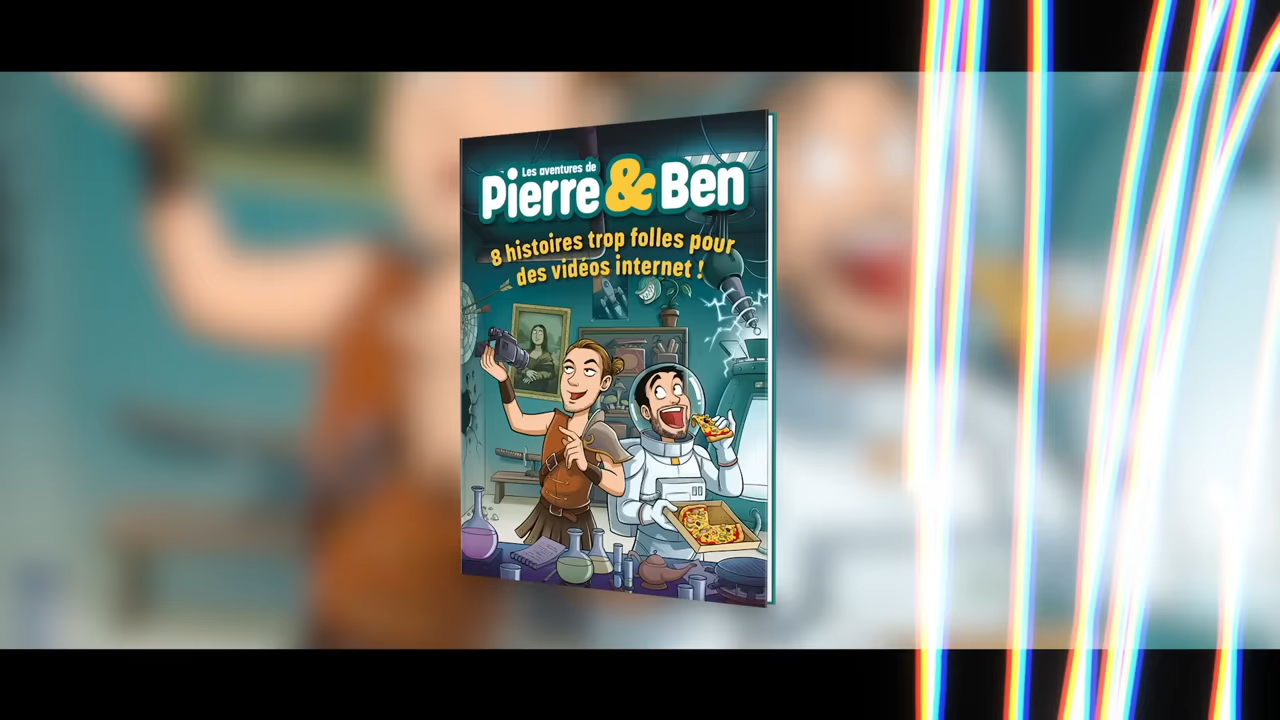 Les aventures de
Pierre & Ben
8 histoires trop folles pour
des vidéos internet !